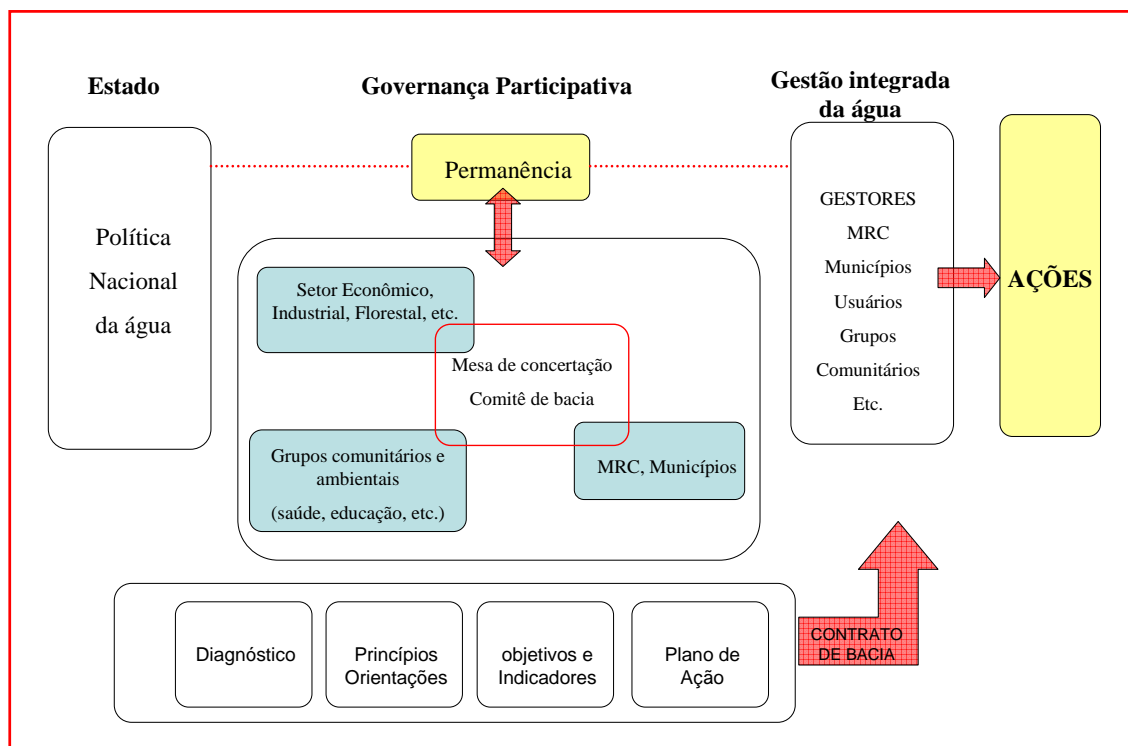 Estado
Governança Participativa
Gestão integrada
da água
Política
Nacional
da água
Permanência
Setor Econômico,
Industrial, Florestal, etc.
Mesa de concertação
Comitê de bacia
Grupos comunitários e
ambientais
(saúde, educação, etc.)
MRC, Municípios
GESTORES
MRC
Municípios
Usuários
Grupos
Comunitários
Etc.
AÇÕES
Diagnóstico
Princípios
Orientações
objetivos e
Indicadores
Plano de
Ação
CONTRATO
DE BACIA